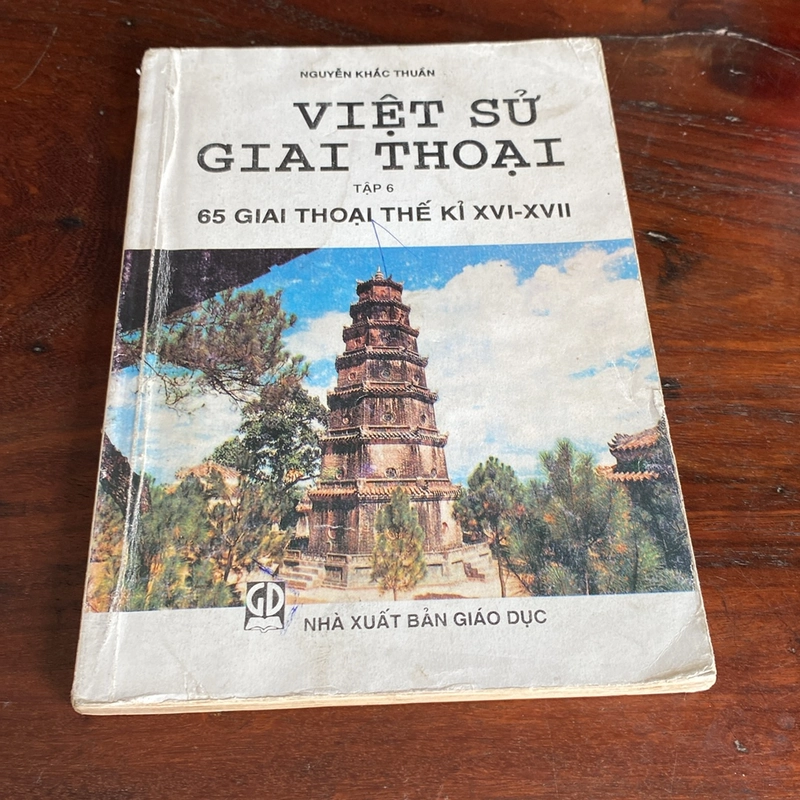 NGUYỄN KHẮC THUẦN
VIỆT SỬ
GIAI THOẠI
TẬP 6
65 GIAI THOẠI THẾ KỈ XVI-XVII
GD
NHÀ XUẤT BẢN GIÁO DỤC